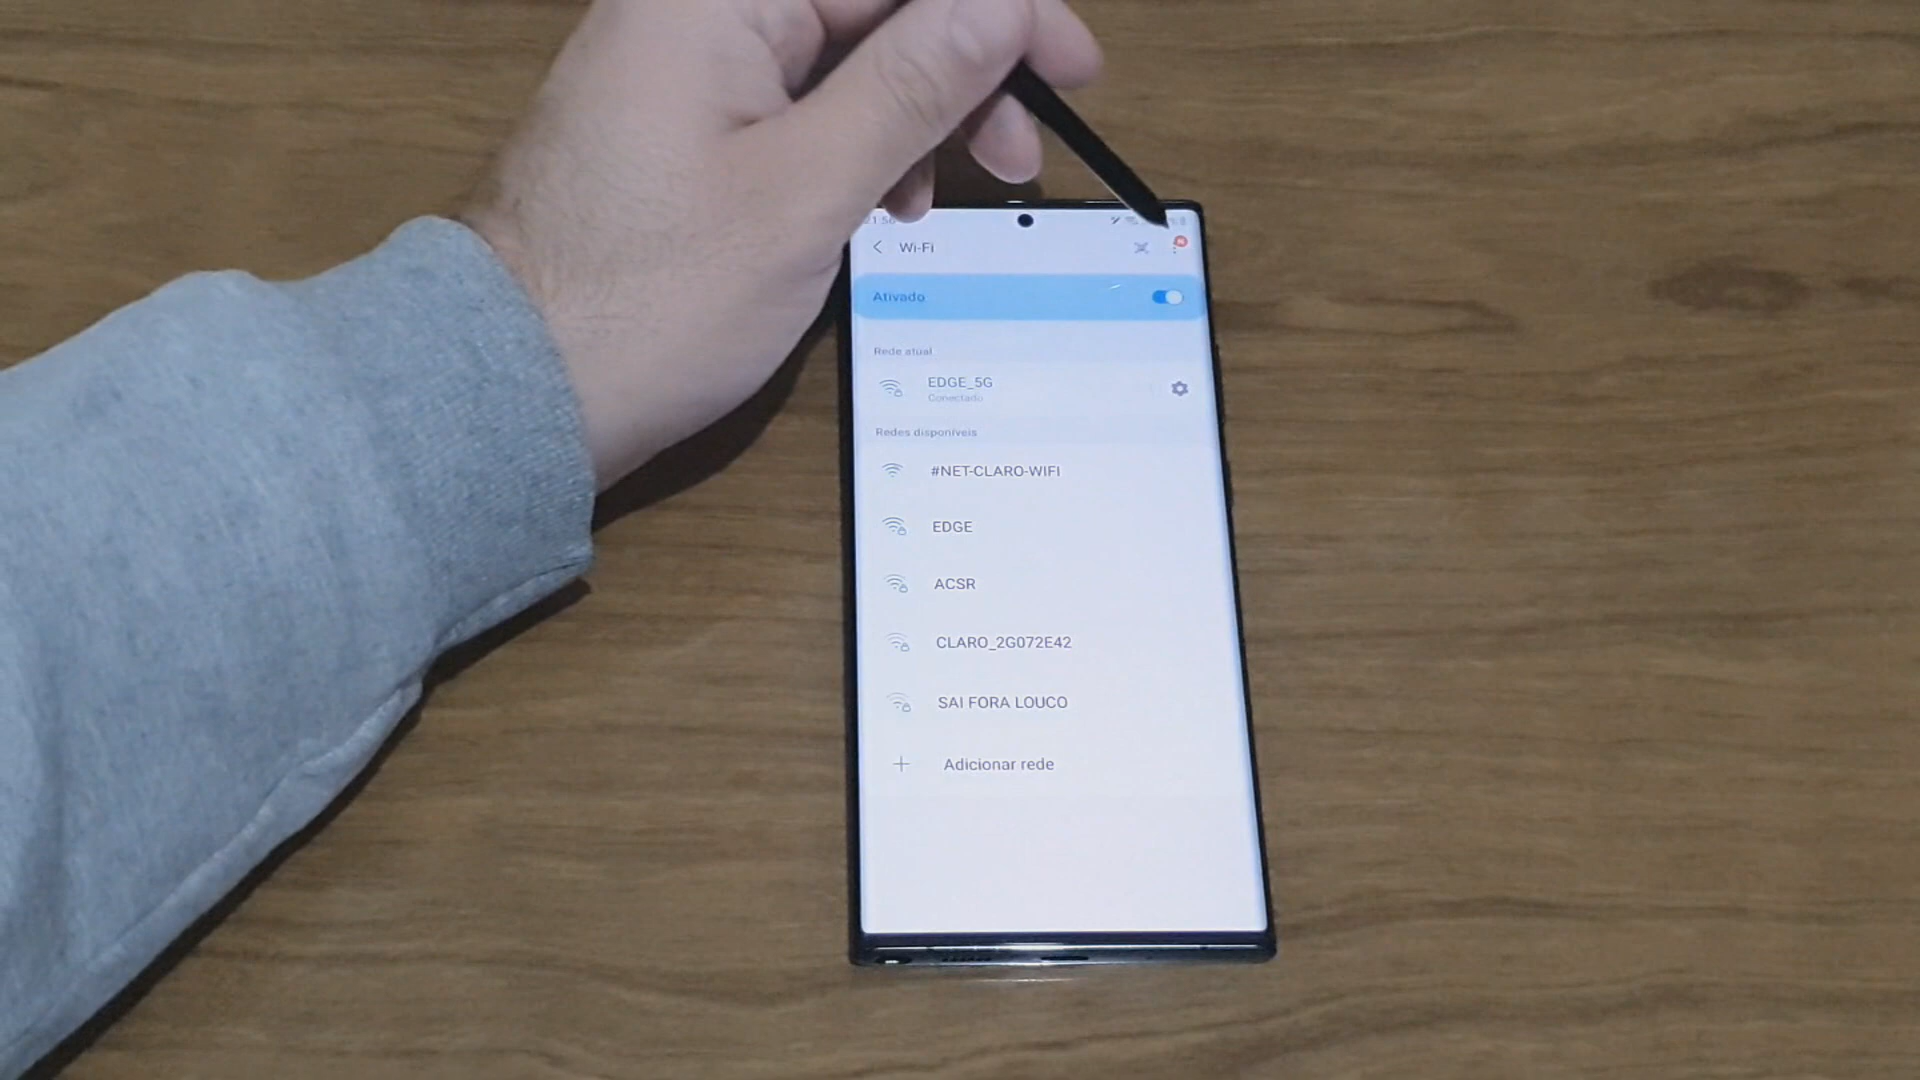 Wi-Fi
Ativado
Rede atual
EDGE_5G
Conectado
Redes disponíveis
#NET-CLARO-WIFI
EDGE
ACSR
CLARO_2G072E42
SAI FORA LOUCO
Adicionar rede